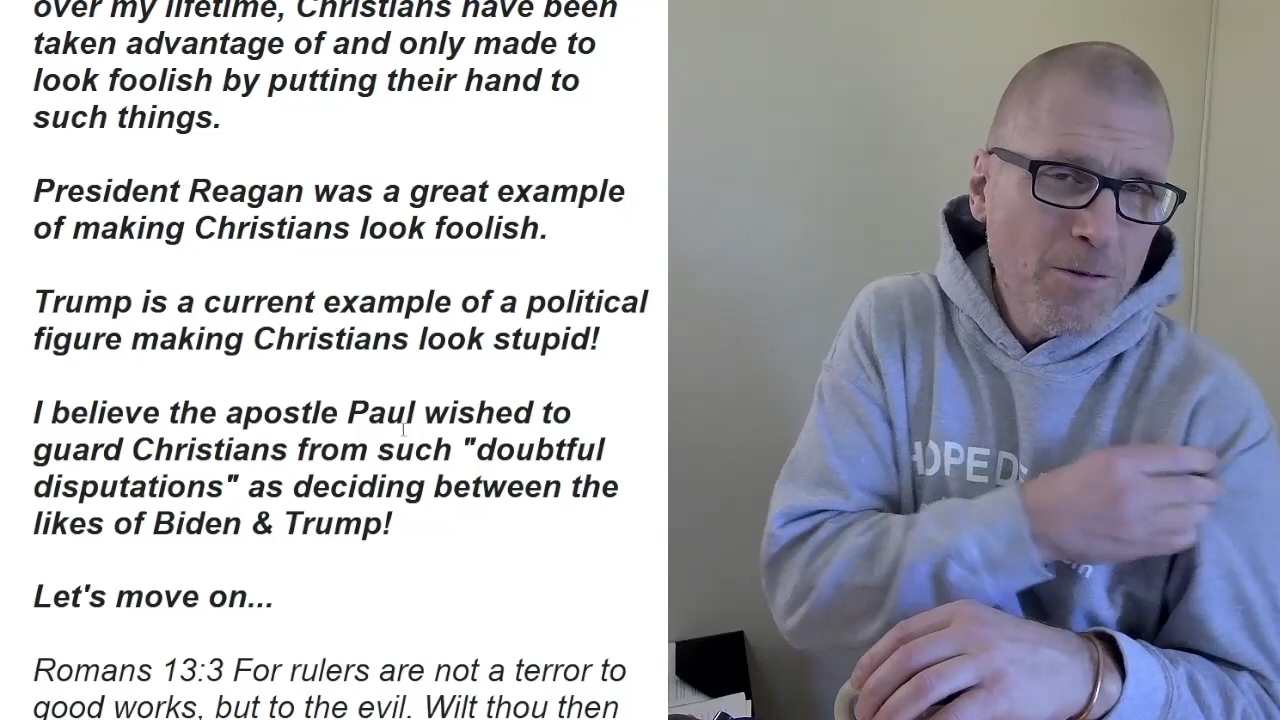 over my lifetime, Christians have been
taken advantage of and only made to
look foolish by putting their hand to
such things.
President Reagan was a great example
of making Christians look foolish.
Trump is a current example of a political
figure making Christians look stupid!
I believe the apostle Paul wished to
guard Christians from such "doubtful
disputations" as deciding between the
likes of Biden & Trump!
Let's move on...
Romans 13:3 For rulers are not a terror to
good works, but to the evil. Wilt thou then
HOPE